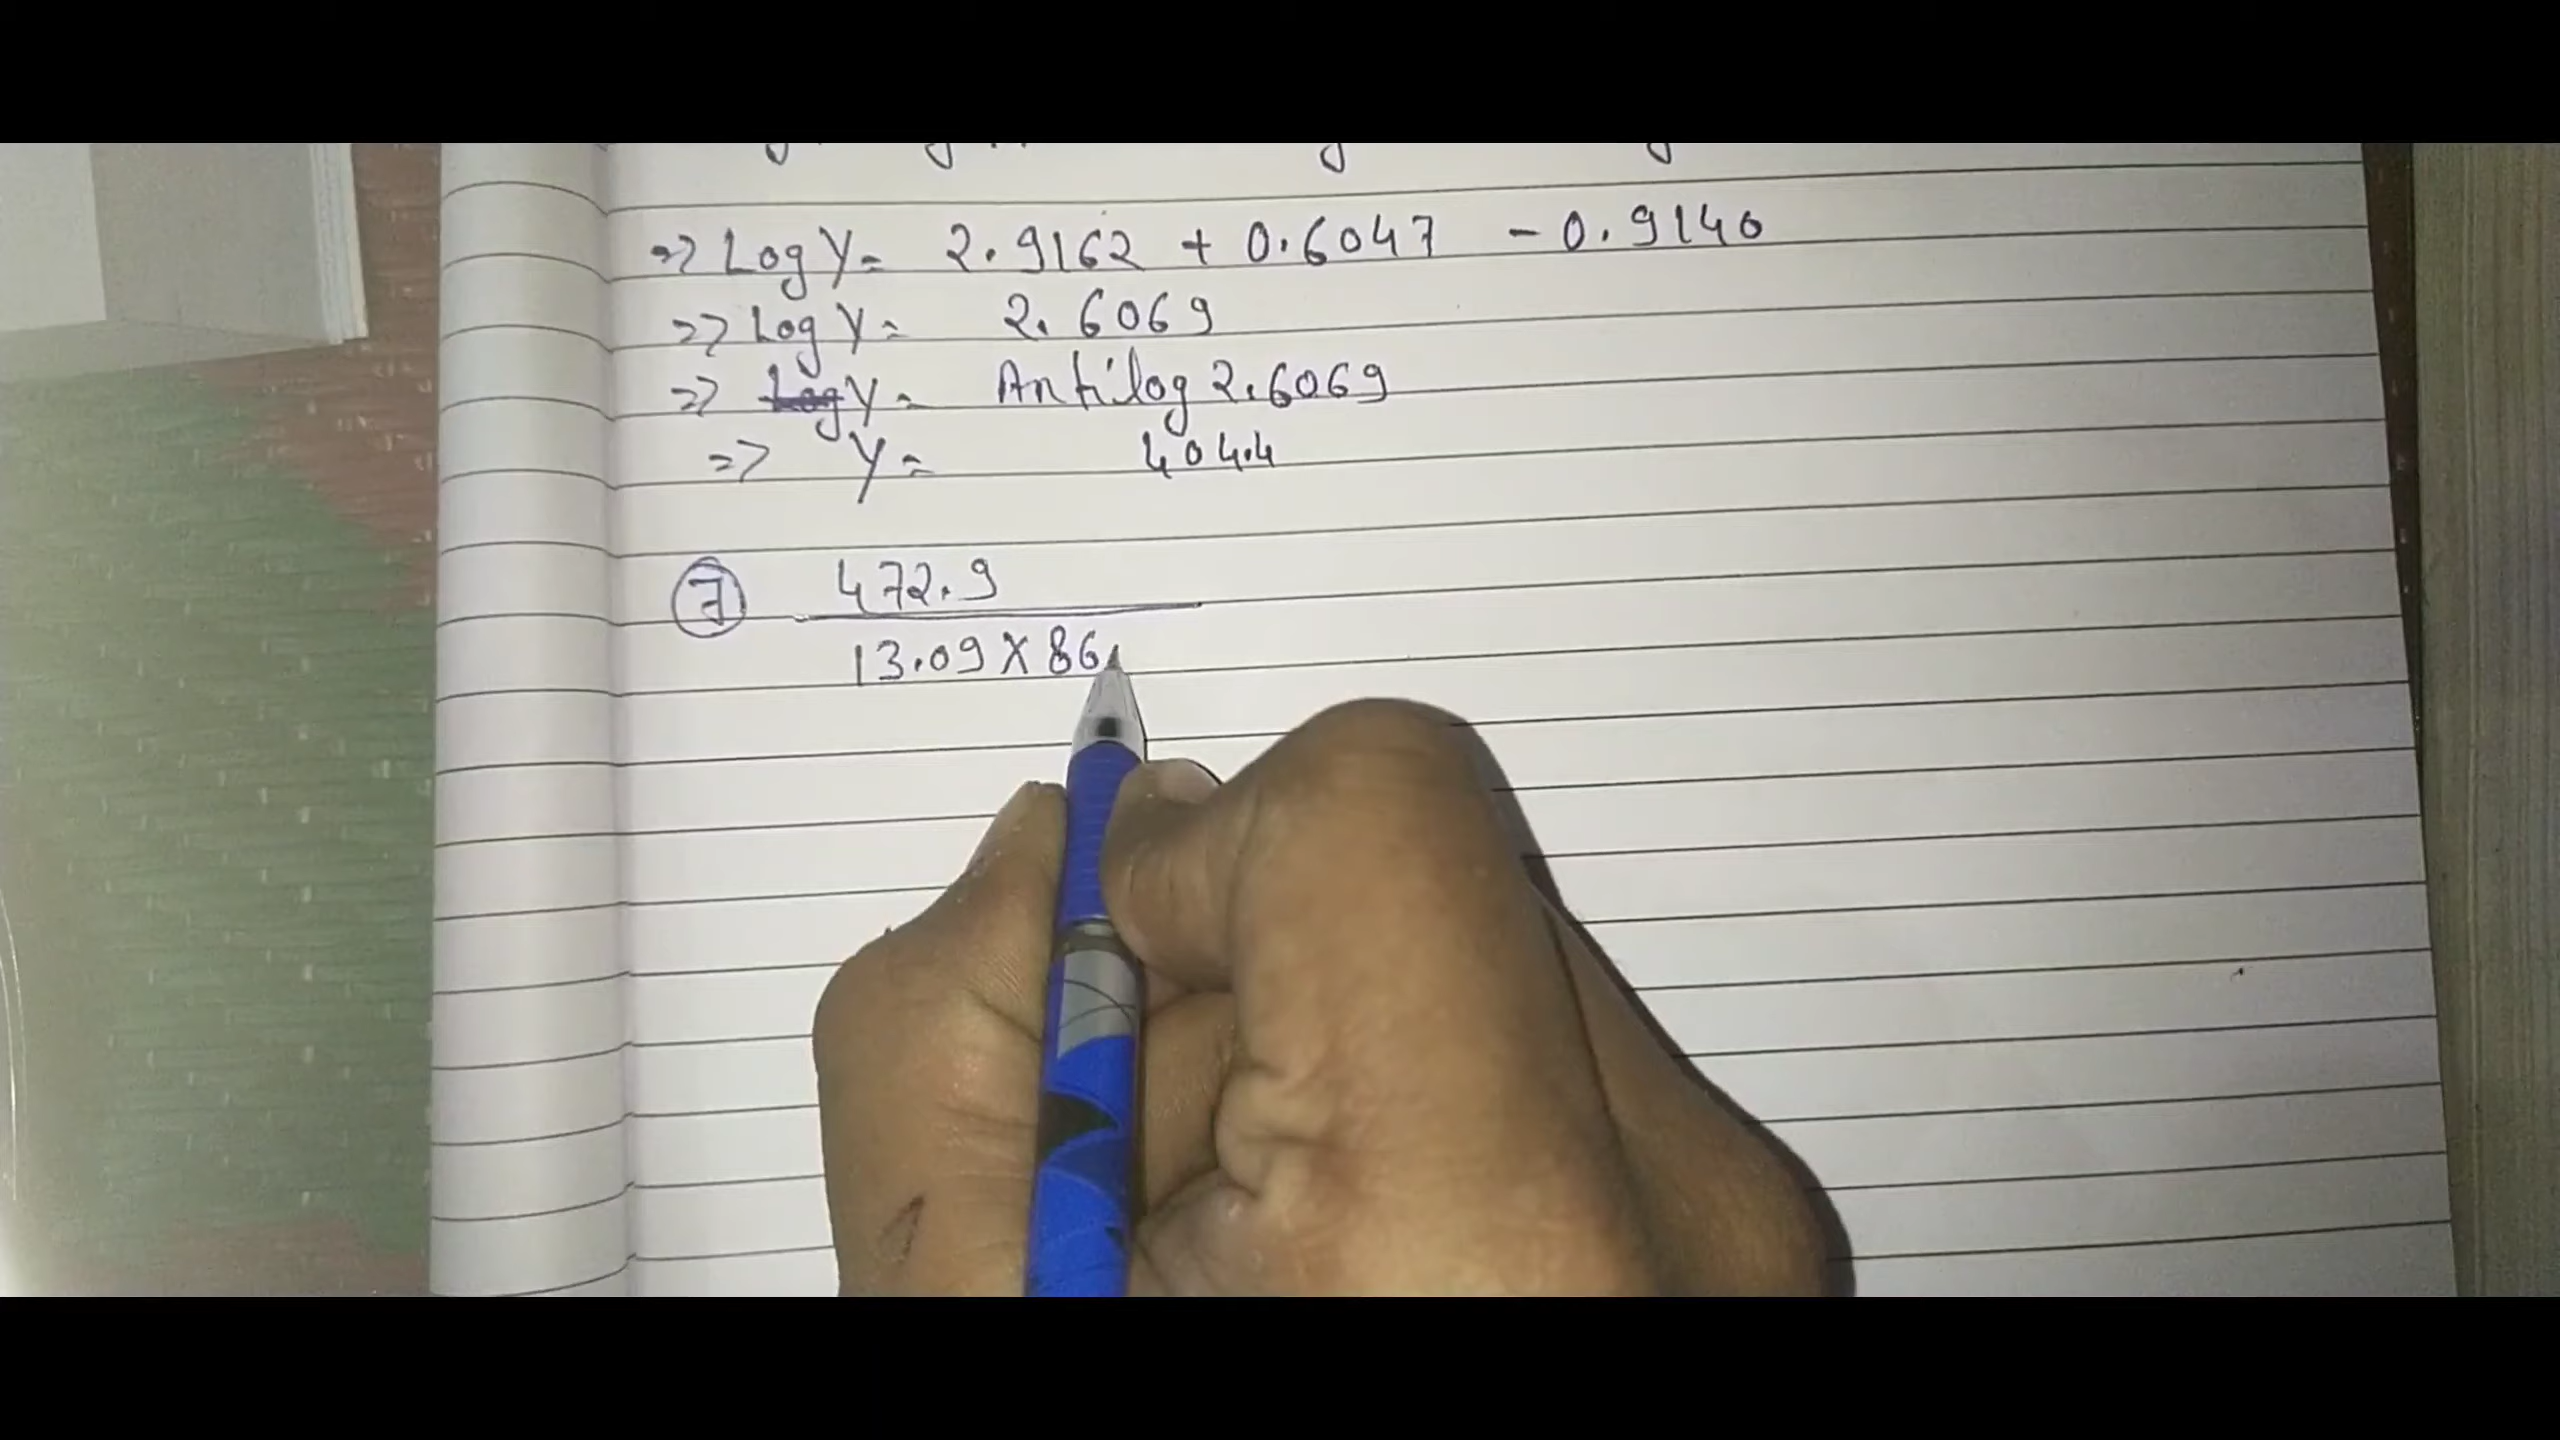 => Log Y = 2.9162 + 0.6047 - 0.9140
=> Log Y = 2.6069
=> Y = Antilog 2.6069
=> Y = 404.4
7 472.9
13.09 X 86.